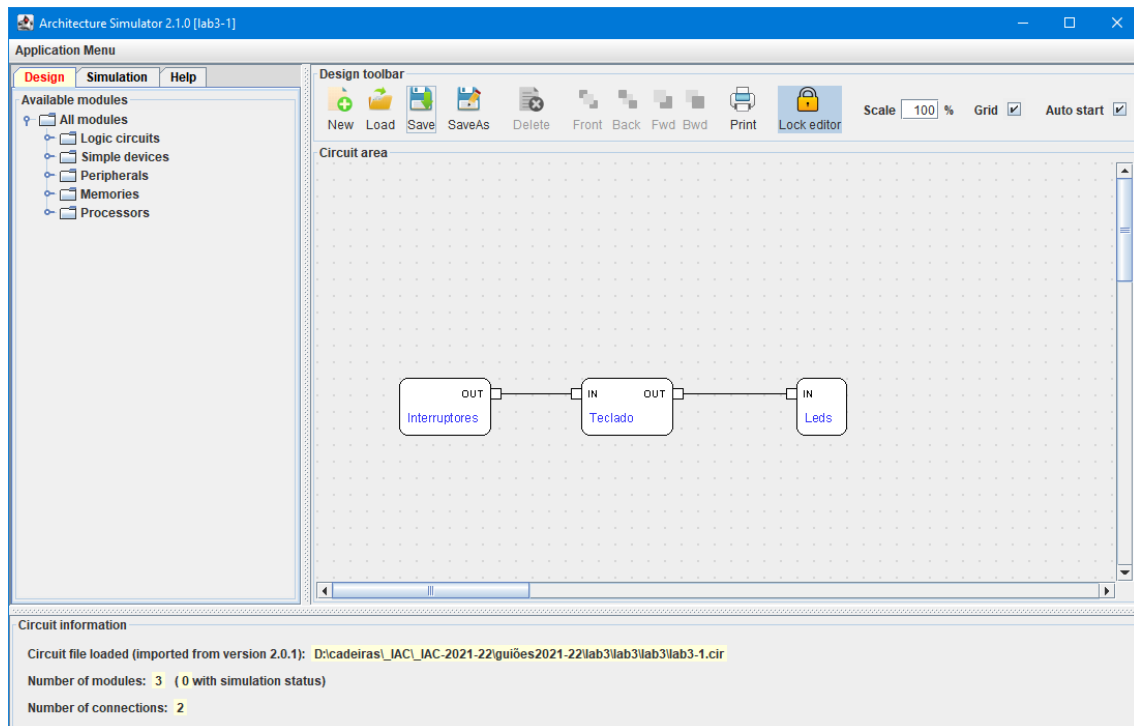 Architecture Simulator 2.1.0 [lab3-1]
Application Menu
Design Simulation Help
Available modules
All modules
Logic circuits
Simple devices
Peripherals
Memories
Processors
Design toolbar
New Load Save SaveAs Delete Front Back Fwd Bwd Print Lock editor Scale 100 % Grid Auto start
Circuit area
OUT IN OUT IN
Interruptores Teclado Leds
Circuit information
Circuit file loaded (imported from version 2.0.1): D:\cadeiras\_IAC\_IAC-2021-22\guiões2021-22\lab3\lab3\lab3\lab3-1.cir
Number of modules: 3 ( 0 with simulation status)
Number of connections: 2